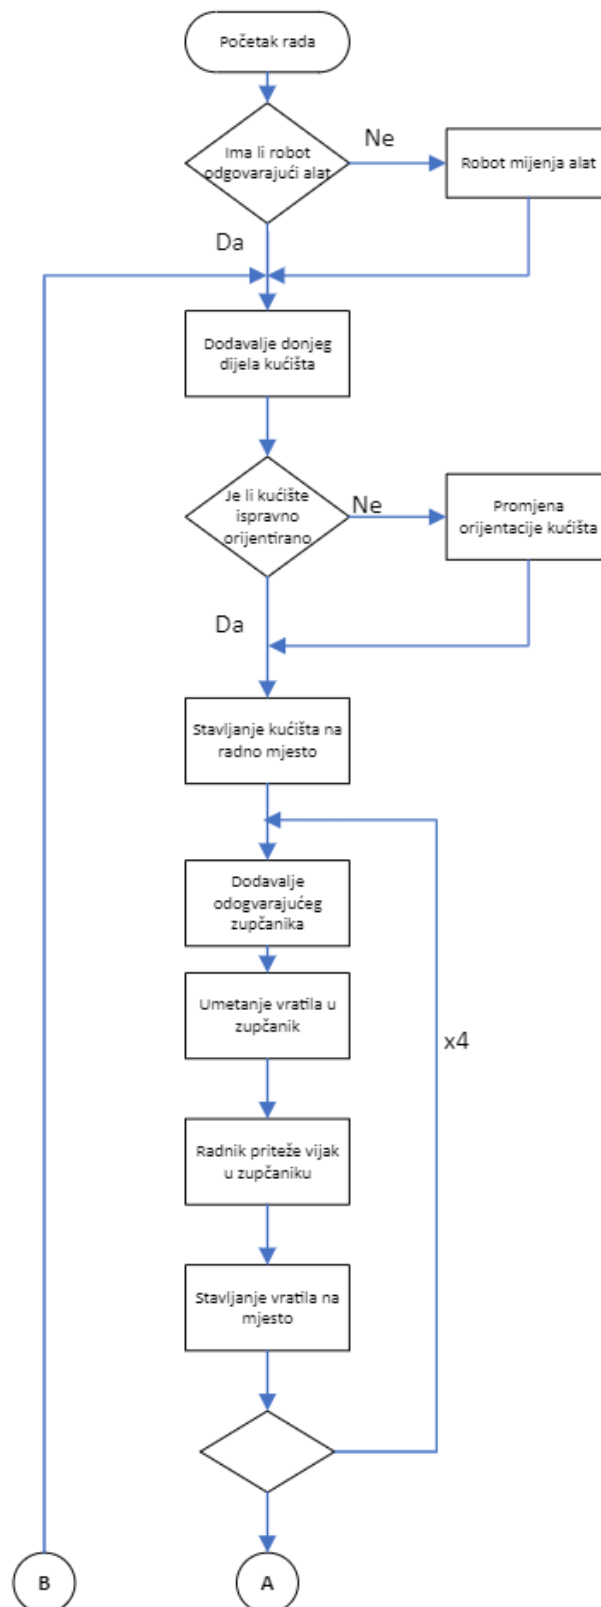 Početak rada
Ima li robot
odgovarajući alat
Ne
Robot mijenja alat
Da
Dodavalje donjeg
dijela kućišta
Je li kućište
ispravno
orijentirano
Ne
Promjena
orijentacije kućišta
Da
Stavljanje kućišta na
radno mjesto
Dodavalje
odogvarajućeg
zupčanika
Umetanje vratila u
zupčanik
x4
Radnik priteže vijak
u zupčaniku
Stavljanje vratila na
mjesto
B
A